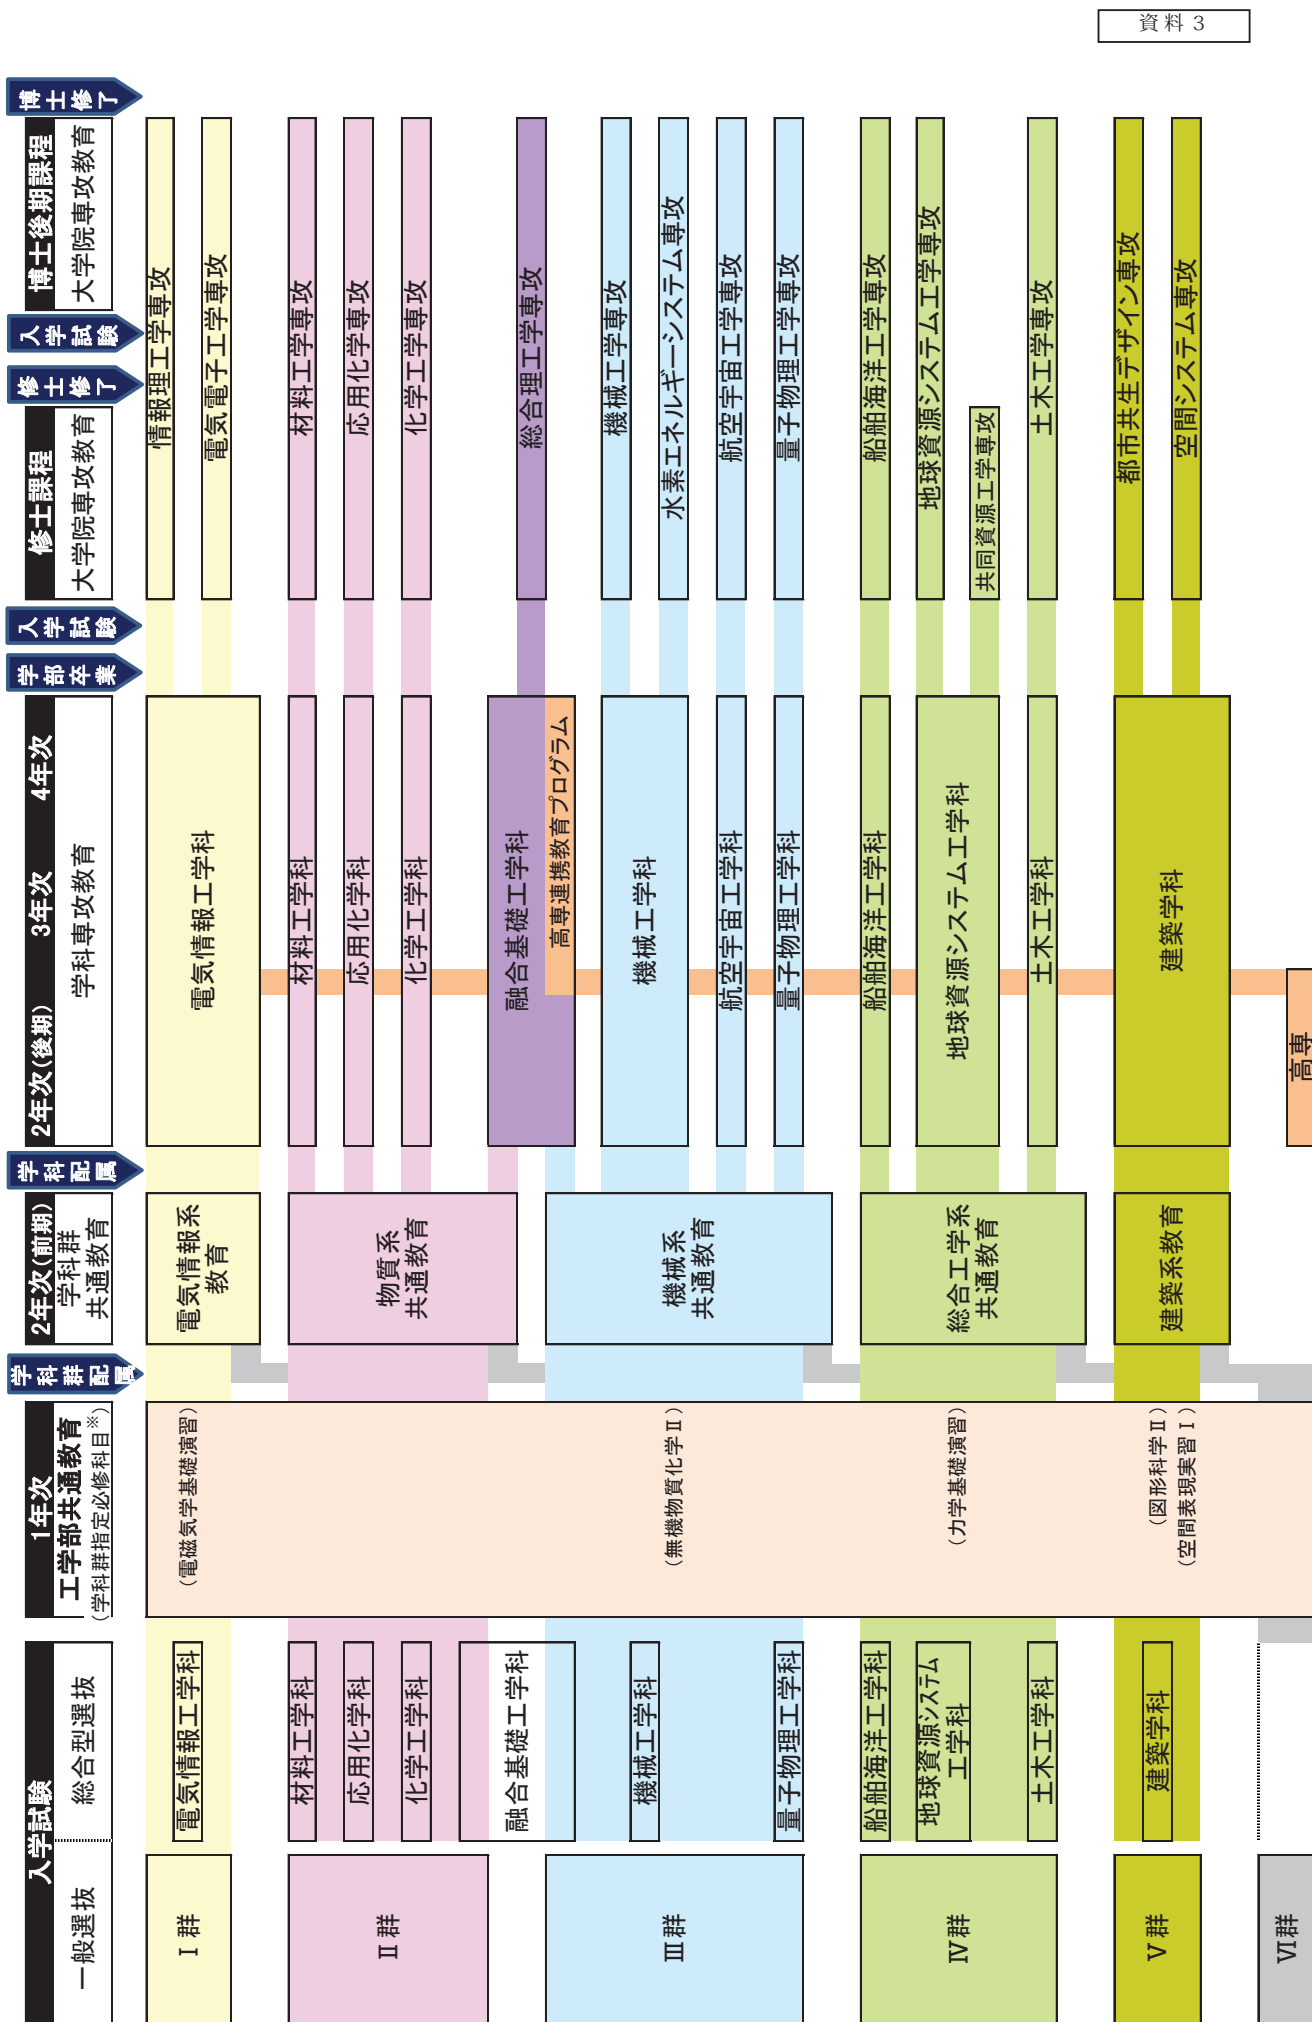 資料３
入学試験
一般選抜
総合型選抜
1年次
工学部共通教育
（学科群指定必修科目※）
学科群配属
2年次（前期）
学科群
共通教育
学科配属
2年次（後期）
3年次
4年次
学科専攻教育
学部卒業
入学試験
修士課程
大学院専攻教育
修士修了
入学試験
博士後期課程
大学院専攻教育
博士修了
Ⅰ群
電気情報工学科
（電磁気学基礎演習）
電気情報系
教育
電気情報工学科
情報理工学専攻
電気電子工学専攻
Ⅱ群
材料工学科
応用化学科
化学工学科
融合基礎工学科
物質系
共通教育
材料工学科
応用化学科
化学工学科
融合基礎工学科
高専連携教育プログラム
材料工学専攻
応用化学専攻
化学工学専攻
総合理工学専攻
Ⅲ群
機械工学科
量子物理工学科
（無機物質化学Ⅱ）
機械系
共通教育
機械工学科
航空宇宙工学科
量子物理工学科
機械工学専攻
水素エネルギーシステム専攻
航空宇宙工学専攻
量子物理工学専攻
Ⅳ群
船舶海洋工学科
地球資源システム
工学科
土木工学科
（力学基礎演習）
総合工学系
共通教育
船舶海洋工学科
地球資源システム工学科
土木工学科
船舶海洋工学専攻
地球資源システム工学専攻
共同資源工学専攻
土木工学専攻
Ⅴ群
建築学科
（図形科学Ⅱ）
（空間表現実習Ⅰ）
建築系教育
建築学科
都市共生デザイン専攻
空間システム専攻
Ⅵ群
高専